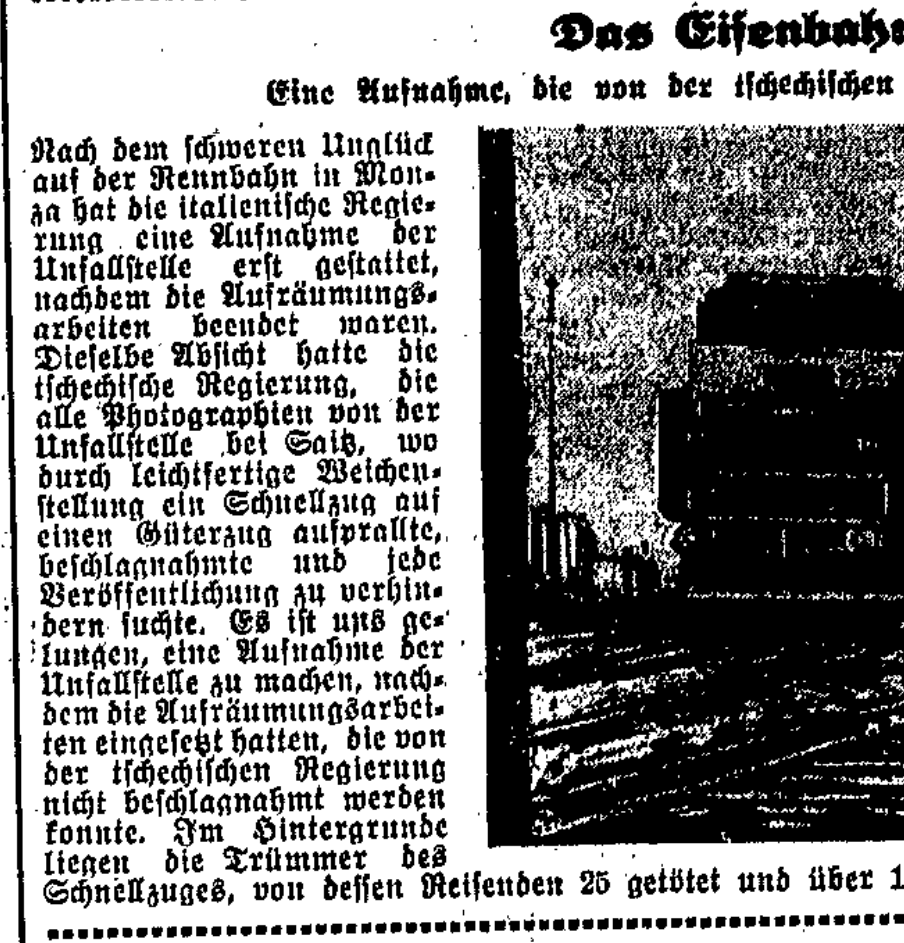 Das Eisenbah
Eine Aufnahme, die von der tschechischen
Nach dem schweren Unglück
auf der Rennbahn in Mon-
za hat die italienische Regie-
rung eine Aufnahme der
Unfallstelle erst gestattet,
nachdem die Aufräumungs-
arbeiten beendet waren.
Dieselbe Absicht hatte die
tschechische Regierung, die
alle Photographien von der
Unfallstelle bei Saitz, wo
durch leichtfertige Weichen-
stellung ein Schnellzug auf
einen Güterzug aufprallte,
beschlagnahmte und jede
Veröffentlichung zu verhin-
dern suchte. Es ist uns ge-
lungen, eine Aufnahme der
Unfallstelle zu machen, nach-
dem die Aufräumungsarbei-
ten eingesetzt hatten, die von
der tschechischen Regierung
nicht beschlagnahmt werden
konnte. Im Hintergrunde
liegen die Trümmer des
Schnellzuges, von dessen Reisenden 25 getötet und über 1